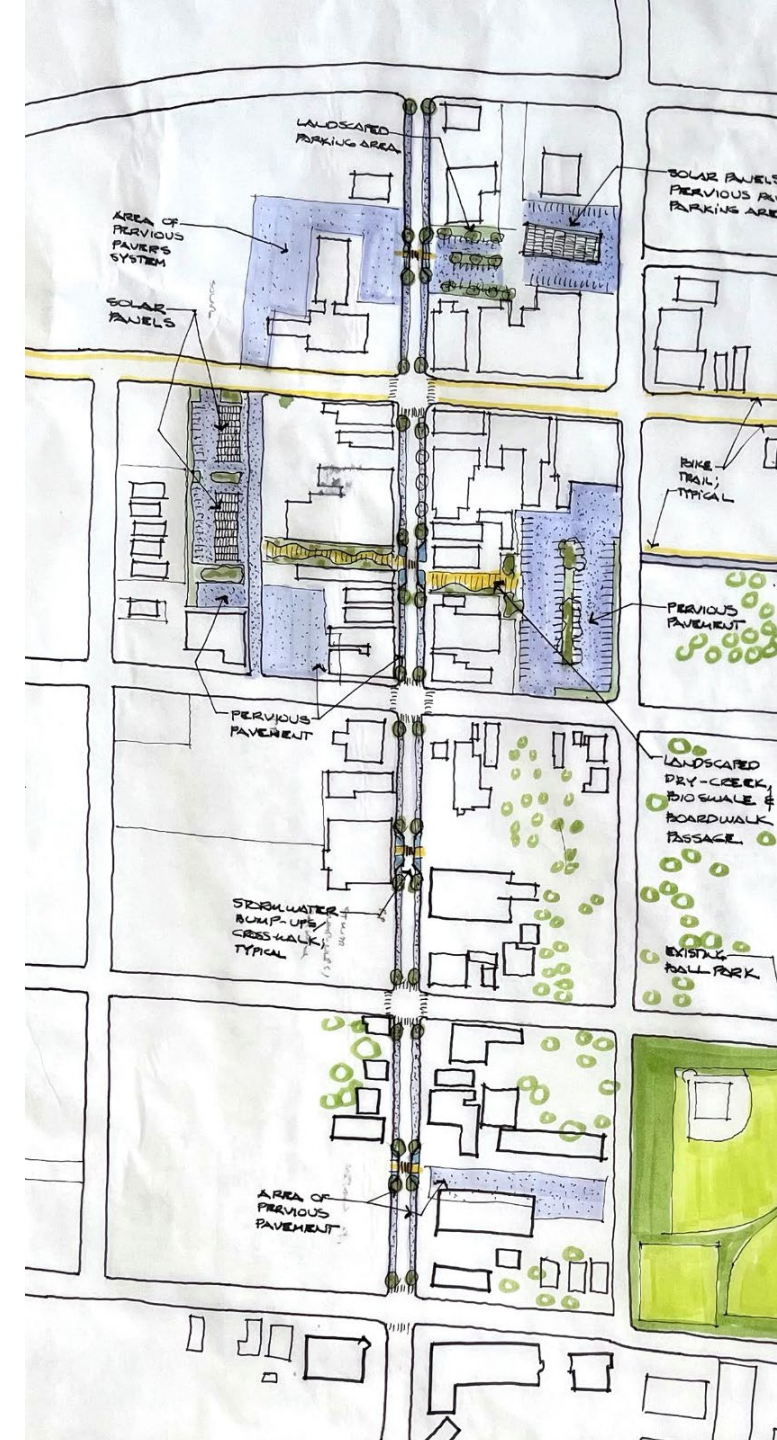 LANDSCAPED
PARKING AREA
SOLAR PANELS
PERVIOUS
PARKING AREA
AREA OF
PERVIOUS
PAVERS
SYSTEM
SOLAR
PANELS
BIKE
TRAIL;
TYPICAL
PERVIOUS
PAVEMENT
PERVIOUS
PAVEMENT
LANDSCAPED
DRY-CREEK,
BIOSWALE &
BOARDWALK
PASSAGE
STORMWATER
BUMP-UPS/
CROSS-WALK;
TYPICAL
EXISTING
BALL PARK
AREA OF
PERVIOUS
PAVEMENT